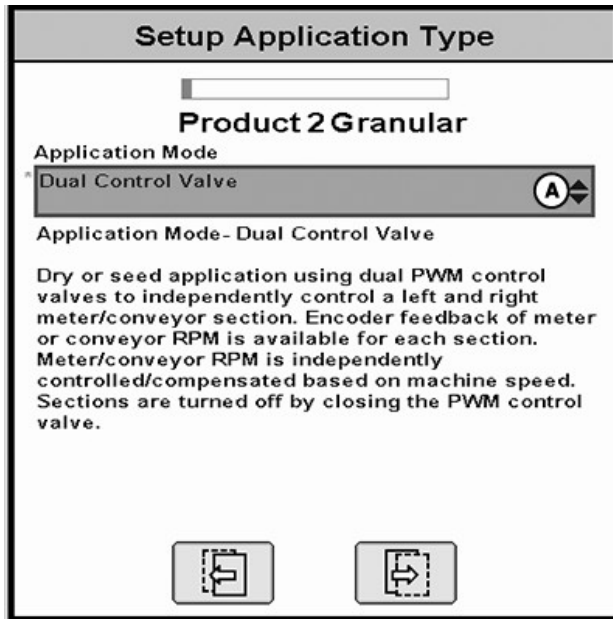 Setup Application Type
Product 2 Granular
Application Mode
* Dual Control Valve
A
Application Mode- Dual Control Valve
Dry or seed application using dual PWM control
valves to independently control a left and right
meter/conveyor section. Encoder feedback of meter
or conveyor RPM is available for each section.
Meter/conveyor RPM is independently
controlled/compensated based on machine speed.
Sections are turned off by closing the PWM control
valve.